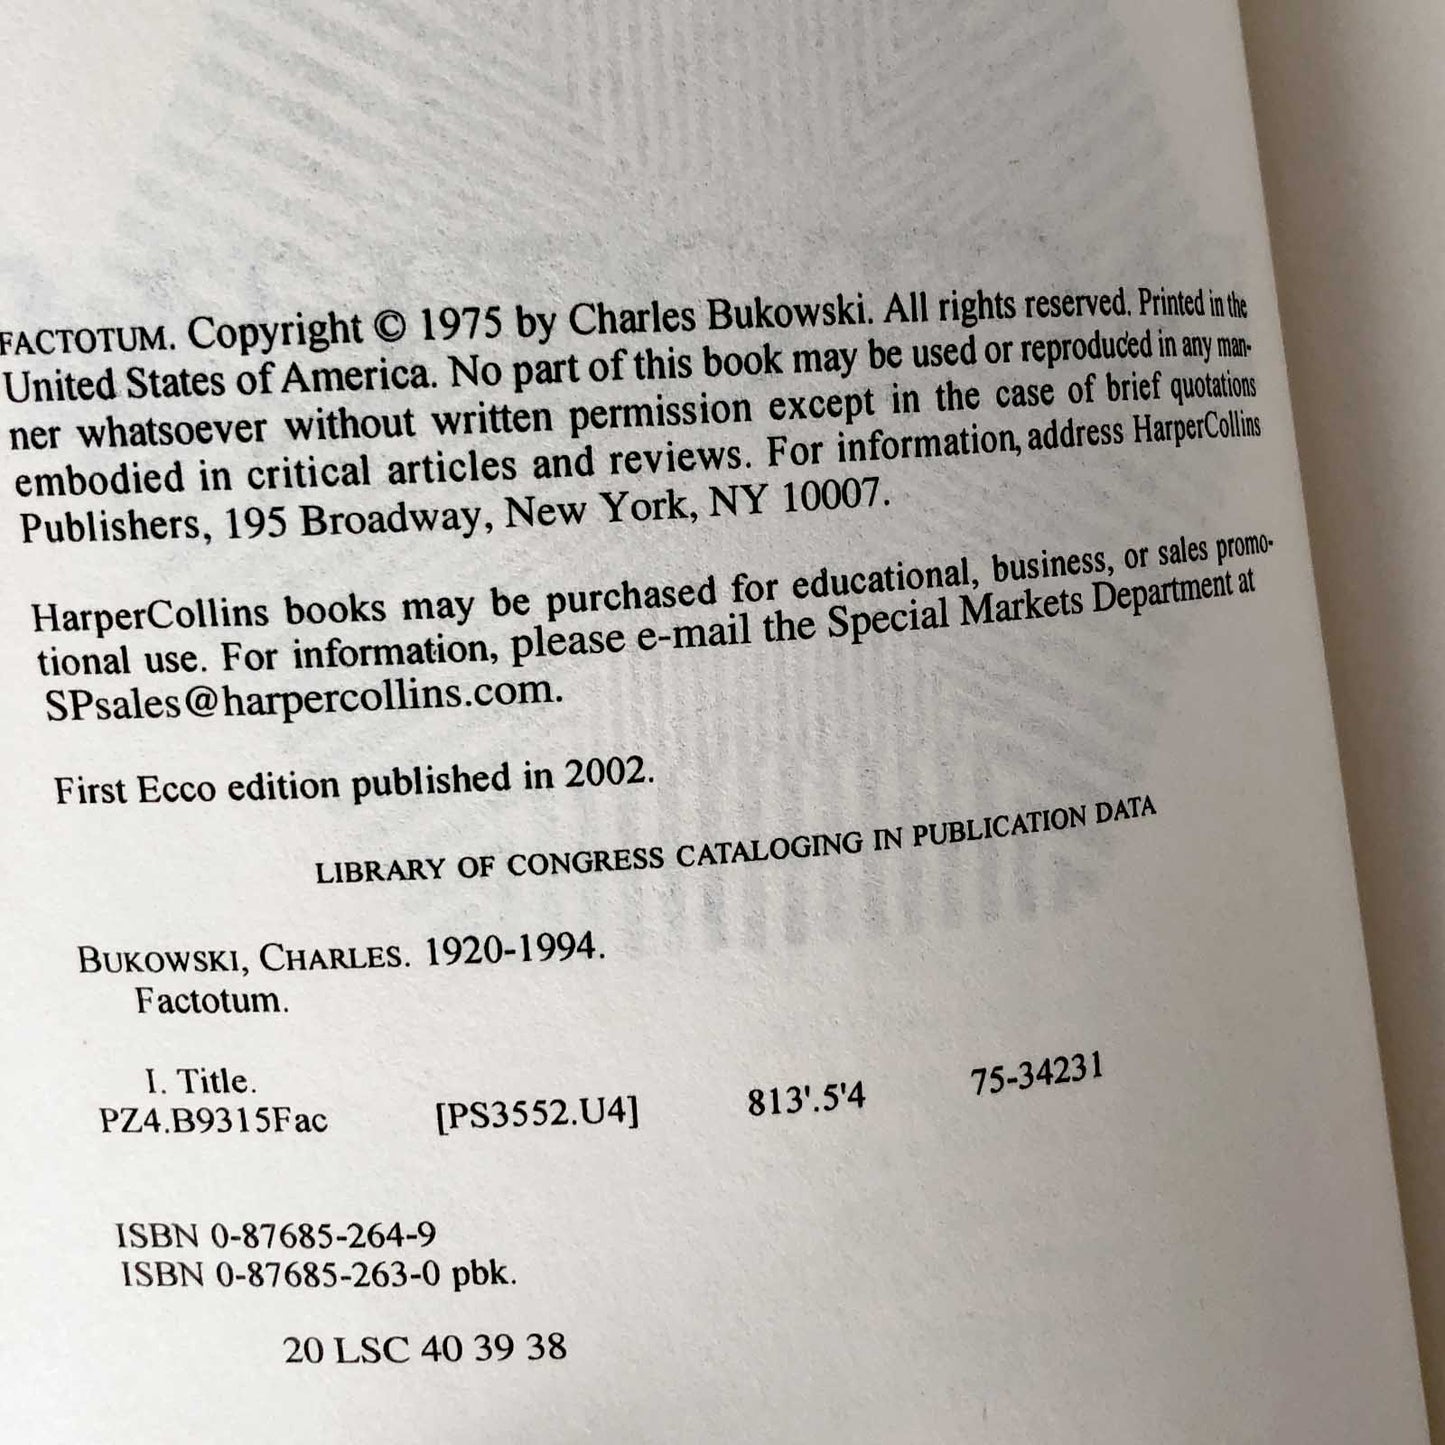 FACTOTUM. Copyright © 1975 by Charles Bukowski. All rights reserved. Printed in the
United States of America. No part of this book may be used or reproduced in any man-
ner whatsoever without written permission except in the case of brief quotations
embodied in critical articles and reviews. For information, address HarperCollins
Publishers, 195 Broadway, New York, NY 10007.
HarperCollins books may be purchased for educational, business, or sales promo-
tional use. For information, please e-mail the Special Markets Department at
SPsales@harpercollins.com.
First Ecco edition published in 2002.
LIBRARY OF CONGRESS CATALOGING IN PUBLICATION DATA
BUKOWSKI, CHARLES. 1920-1994.
Factotum.
I. Title.
PZ4.B9315Fac [PS3552.U4] 813'.5'4 75-34231
ISBN 0-87685-264-9
ISBN 0-87685-263-0 pbk.
20 LSC 40 39 38